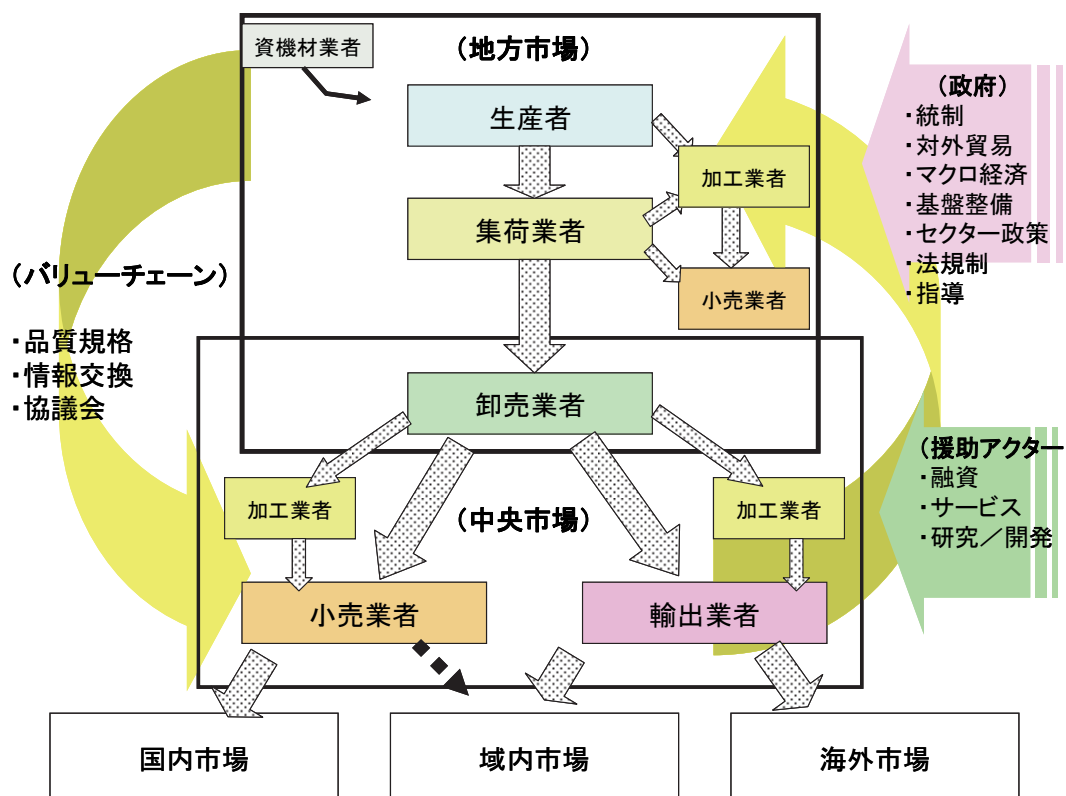 資機材業者
（地方市場）
生産者
加工業者
集荷業者
小売業者
（政府）
・統制
・対外貿易
・マクロ経済
・基盤整備
・セクター政策
・法規制
・指導
（バリューチェーン）
・品質規格
・情報交換
・協議会
卸売業者
（援助アクター
・融資
・サービス
・研究／開発
加工業者
（中央市場）
加工業者
小売業者
輸出業者
国内市場
域内市場
海外市場